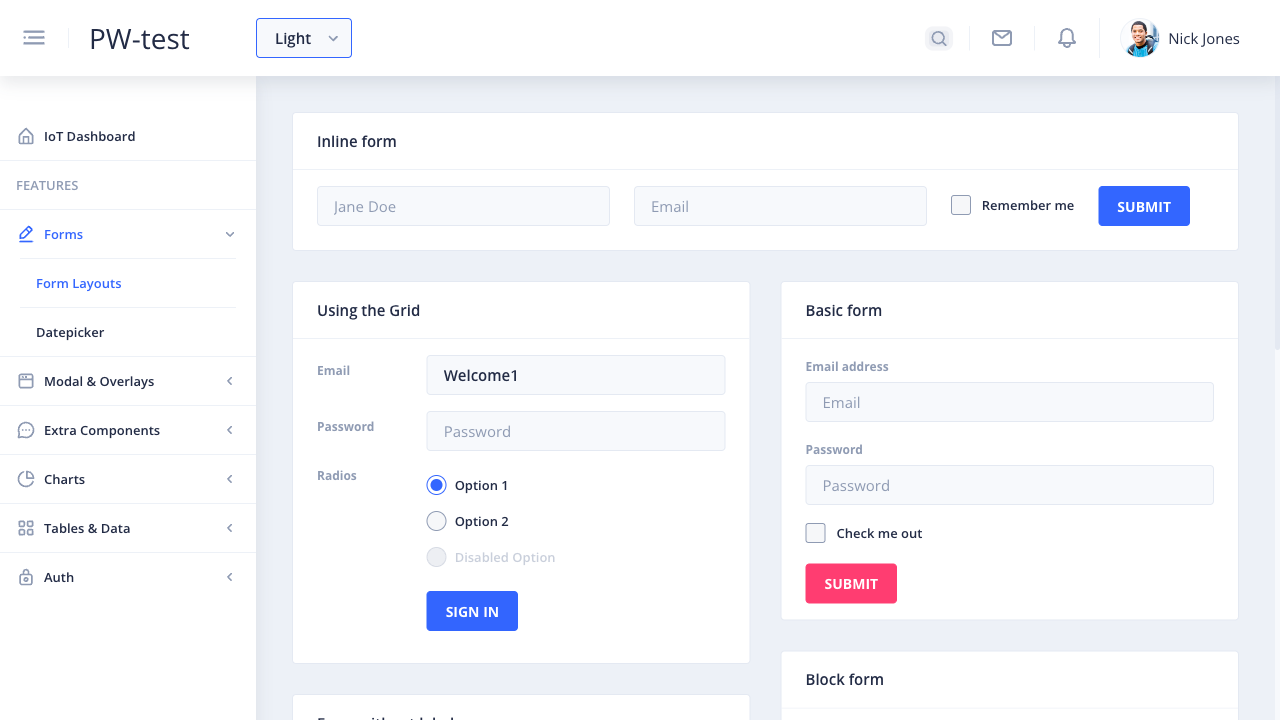 PW-test
Light
Nick Jones
IoT Dashboard
FEATURES
Forms
Form Layouts
Datepicker
Modal & Overlays
Extra Components
Charts
Tables & Data
Auth
Inline form
Jane Doe
Email
Remember me
SUBMIT
Using the Grid
Email
Welcome1
Password
Password
Radios
Option 1
Option 2
Disabled Option
SIGN IN
Basic form
Email address
Email
Password
Password
Check me out
SUBMIT
Block form